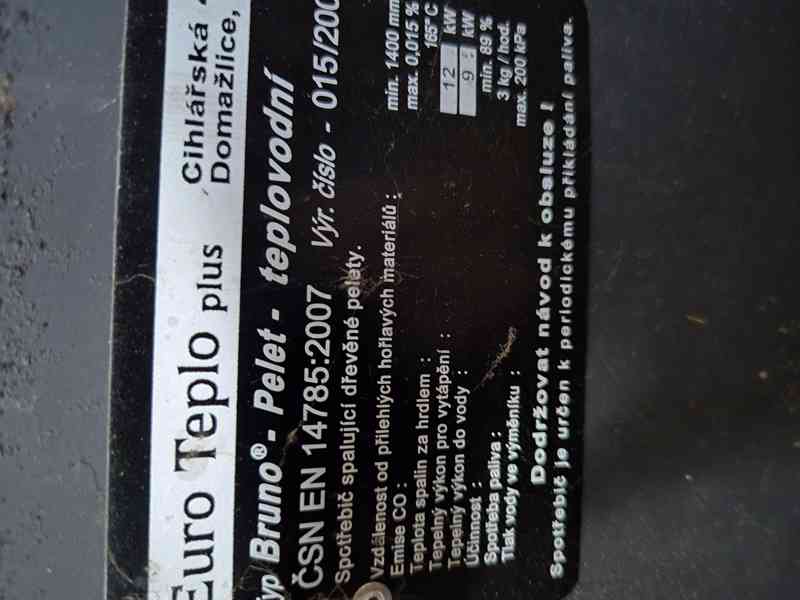 Euro Teplo plus Cihlářská
Domažlice,
Typ Bruno® - Pelet - teplovodní
ČSN EN 14785:2007 Výr. číslo - 015/200
Spotřebič spalující dřevěné pelety.
Vzdálenost od přilehlých hořlavých materiálů : min. 1400 mm
Emise CO : max. 0,015 %
Teplota spalin za hrdlem : 165°C
Tepelný výkon pro vytápění : 12 kW
Tepelný výkon do vody : 9 kW
Účinnost : min. 89 %
Spotřeba paliva : 3 kg / hod.
Tlak vody ve výměníku : max. 200 kPa
Dodržovat návod k obsluze !
Spotřebič je určen k periodickému přikládání paliva.